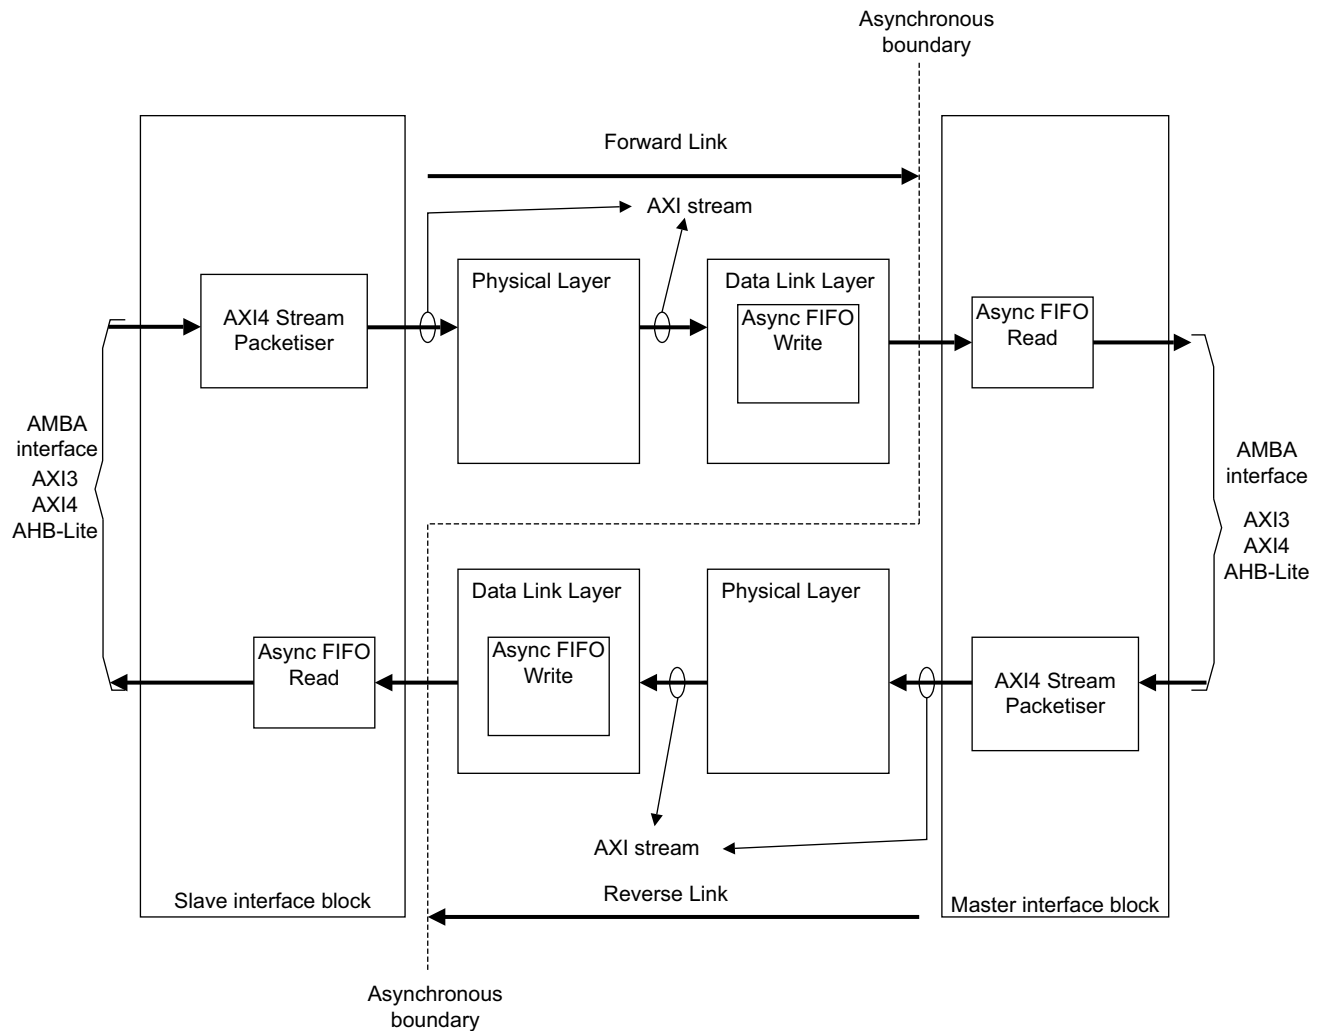 Asynchronous
boundary
Forward Link
AXI stream
Physical Layer
Data Link Layer
AXI4 Stream
Packetiser
Async FIFO
Write
Async FIFO
Read
AMBA
interface
AXI3
AXI4
AHB-Lite
AMBA
interface
AXI3
AXI4
AHB-Lite
Data Link Layer
Physical Layer
Async FIFO
Read
Async FIFO
Write
AXI4 Stream
Packetiser
AXI stream
Reverse Link
Slave interface block
Master interface block
Asynchronous
boundary